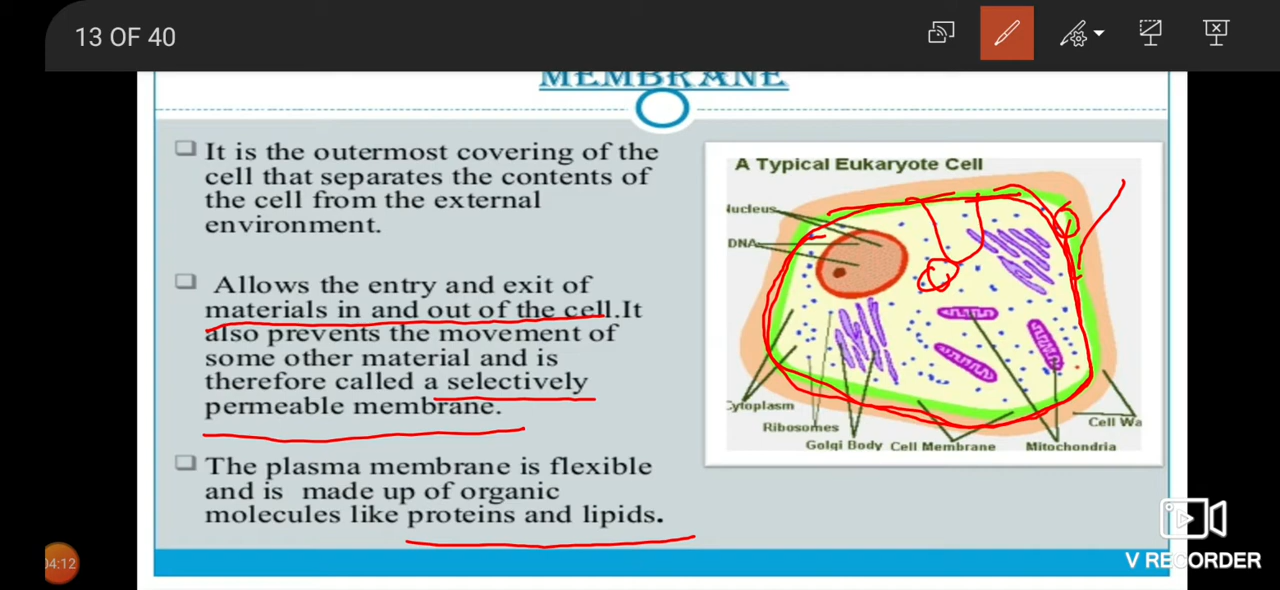 13 OF 40
MEMBRANE
It is the outermost covering of the
cell that separates the contents of
the cell from the external
environment.
Allows the entry and exit of
materials in and out of the cell.It
also prevents the movement of
some other material and is
therefore called a selectively
permeable membrane.
The plasma membrane is flexible
and is made up of organic
molecules like proteins and lipids.
A Typical Eukaryote Cell
Nucleus
DNA
Cytoplasm
Ribosomes
Golgi Body
Cell Membrane
Mitochondria
Cell Wa
04:12
V RECORDER